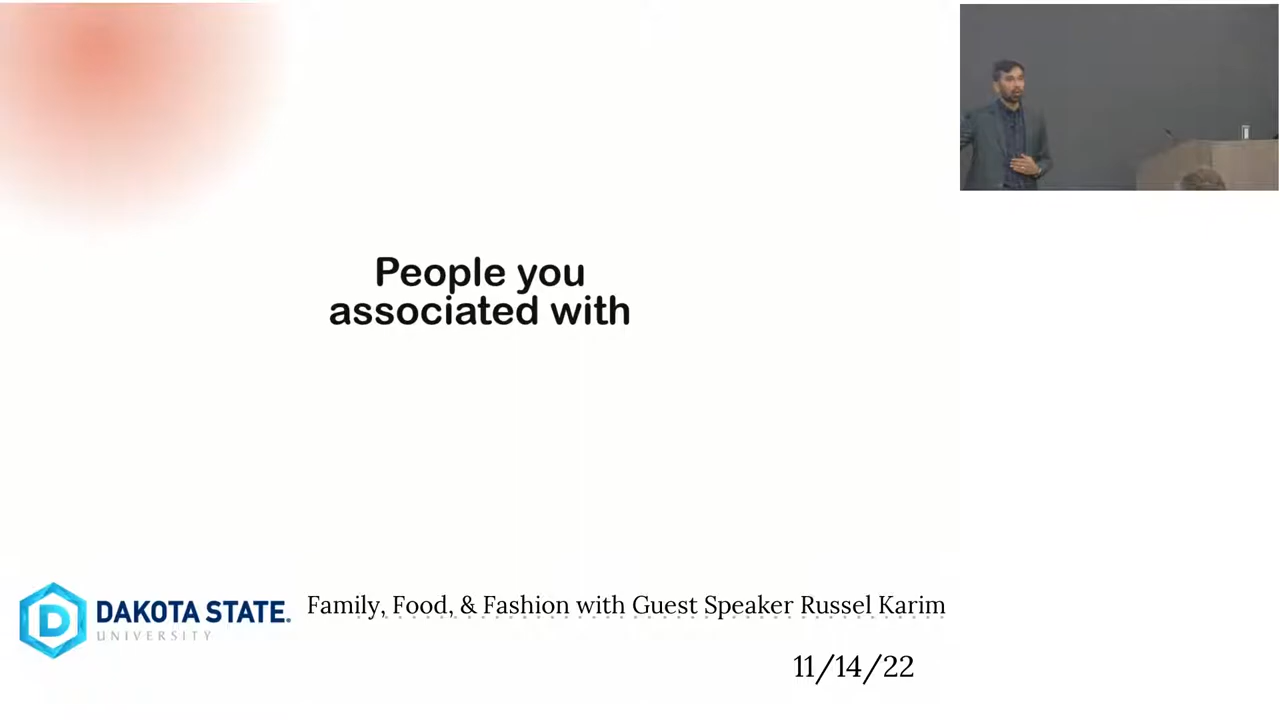 People you
associated with
DAKOTA STATE.
UNIVERSITY
Family, Food, & Fashion with Guest Speaker Russel Karim
11/14/22